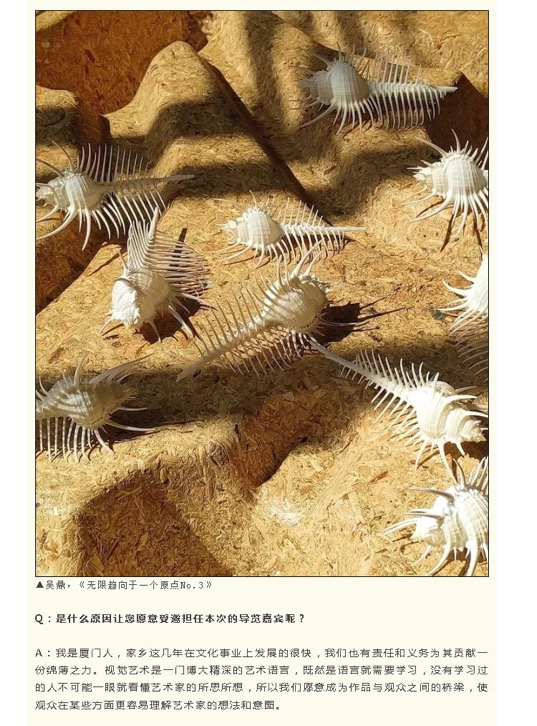 ▲吴鼎，《无限趋向于一个原点No.3》
Q：是什么原因让您愿意受邀担任本次的导览嘉宾呢？
A：我是厦门人，家乡这几年在文化事业上发展的很快，我们也有责任和义务为其贡献一
份绵薄之力。视觉艺术是一门博大精深的艺术语言，既然是语言就需要学习，没有学习过
的人不可能一眼就看懂艺术家的所思所想，所以我们愿意成为作品与观众之间的桥梁，使
观众在某些方面更容易理解艺术家的想法和意图。